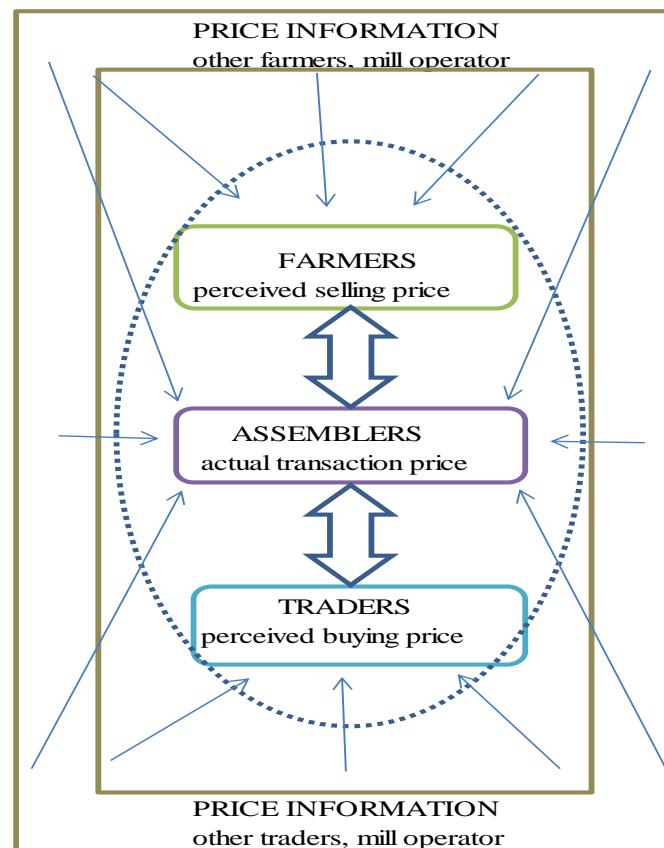 PRICE INFORMATION
other farmers, mill operator
FARMERS
perceived selling price
ASSEMBLERS
actual transaction price
TRADERS
perceived buying price
PRICE INFORMATION
other traders, mill operator